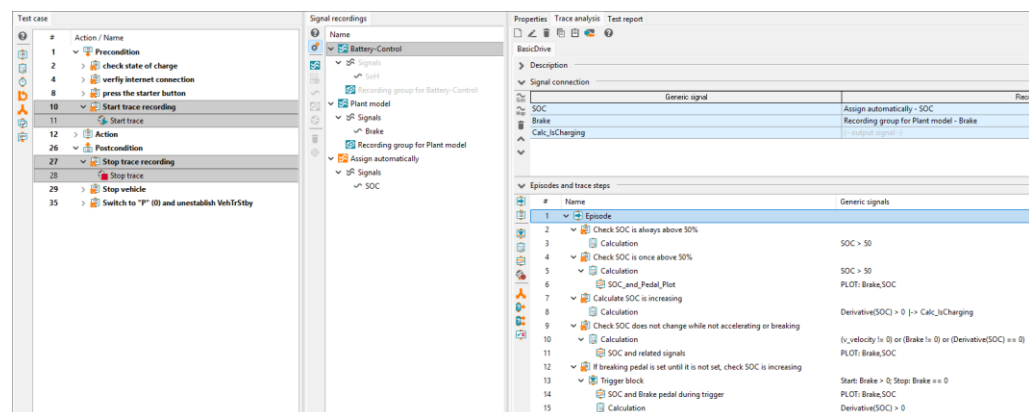 Test case
# Action / Name
1 Precondition
2 check state of charge
4 verfiy internet connection
8 press the starter button
10 Start trace recording
11 Start trace
12 Action
26 Postcondition
27 Stop trace recording
28 Stop trace
29 Stop vehicle
35 Switch to "P" (0) and unestablish VehTrStby
Signal recordings
Name
Battery-Control
Signals
SoH
Recording group for Battery-Control
Plant model
Signals
Brake
Recording group for Plant model
Assign automatically
Signals
SOC
Properties Trace analysis Test report
BasicDrive
Description
Signal connection
Generic signal Reco
SOC Assign automatically - SOC
Brake Recording group for Plant model - Brake
Calc_IsCharging (-- output signal --)
Episodes and trace steps
# Name Generic signals
1 Episode
2 Check SOC is always above 50%
3 Calculation SOC > 50
4 Check SOC is once above 50%
5 Calculation SOC > 50
6 SOC_and_Pedal_Plot PLOT: Brake,SOC
7 Calculate SOC is increasing
8 Calculation Derivative(SOC) > 0 |-> Calc_IsCharging
9 Check SOC does not change while not accelerating or breaking
10 Calculation (v_velocity != 0) or (Brake != 0) or (Derivative(SOC) == 0)
11 SOC and related signals PLOT: Brake,SOC
12 If breaking pedal is set until it is not set, check SOC is increasing
13 Trigger block Start: Brake > 0; Stop: Brake == 0
14 SOC and Brake pedal during trigger PLOT: Brake,SOC
15 Calculation Derivative(SOC) > 0